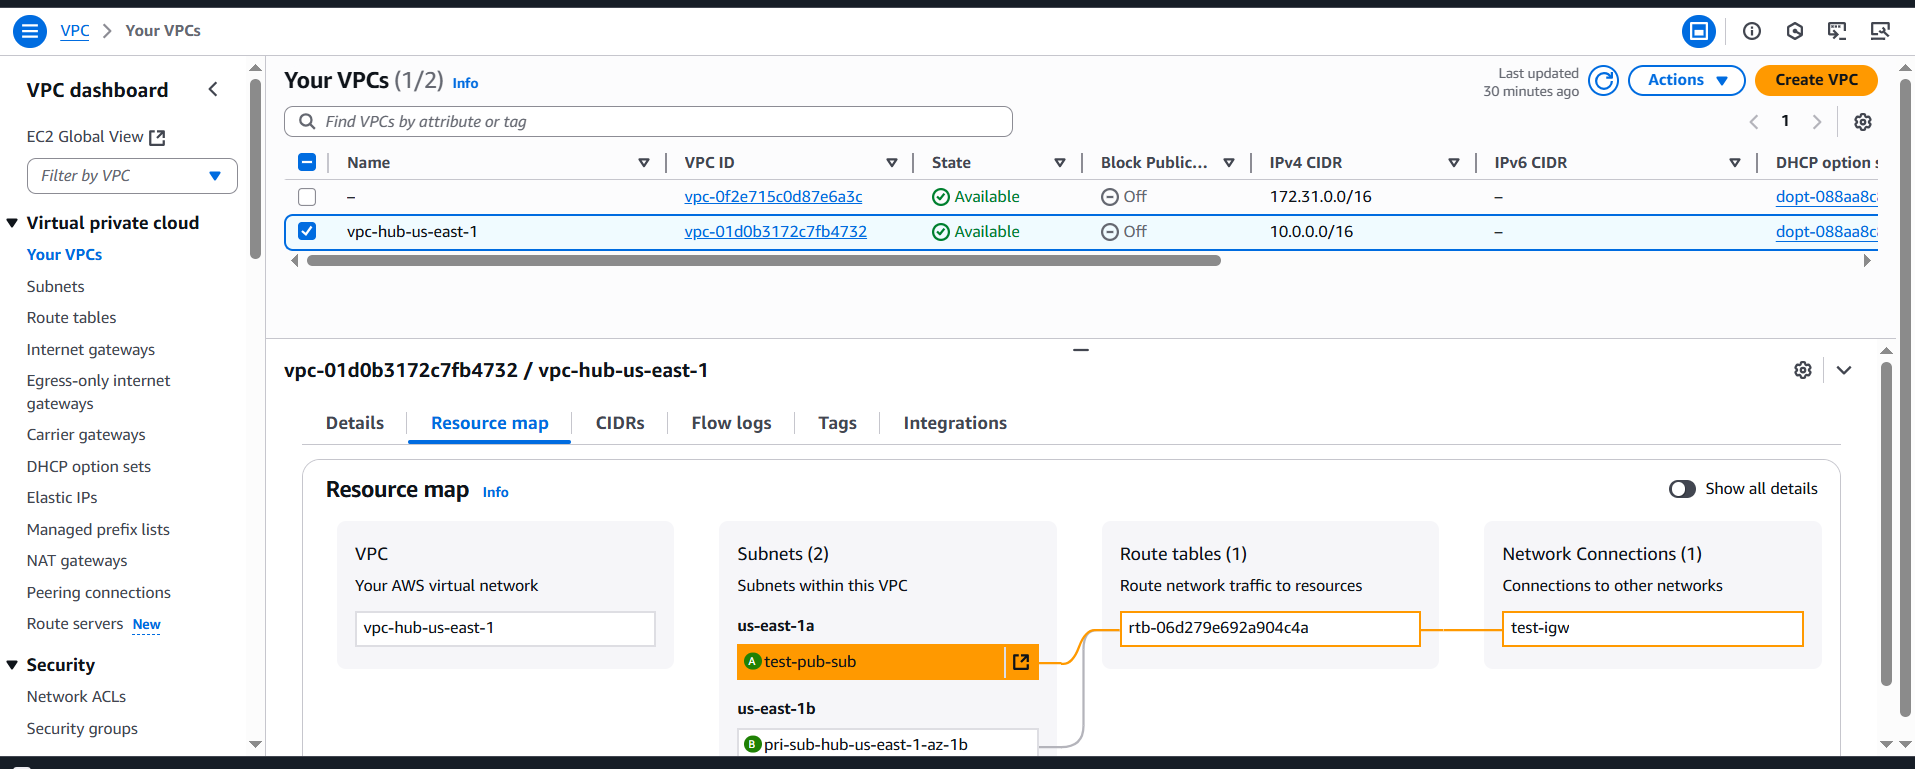 VPC > Your VPCs
VPC dashboard
EC2 Global View
Filter by VPC
Virtual private cloud
Your VPCs
Subnets
Route tables
Internet gateways
Egress-only internet
gateways
Carrier gateways
DHCP option sets
Elastic IPs
Managed prefix lists
NAT gateways
Peering connections
Route servers New
Security
Network ACLs
Security groups
Your VPCs (1/2) Info
Last updated
30 minutes ago
Actions
Create VPC
Find VPCs by attribute or tag
1
Name VPC ID State Block Public... IPv4 CIDR IPv6 CIDR DHCP option s
– vpc-0f2e715c0d87e6a3c Available Off 172.31.0.0/16 – dopt-088aa8c
vpc-hub-us-east-1 vpc-01d0b3172c7fb4732 Available Off 10.0.0.0/16 – dopt-088aa8c
vpc-01d0b3172c7fb4732 / vpc-hub-us-east-1
Details Resource map CIDRs Flow logs Tags Integrations
Resource map Info
Show all details
VPC
Your AWS virtual network
vpc-hub-us-east-1
Subnets (2)
Subnets within this VPC
us-east-1a
A test-pub-sub
us-east-1b
B pri-sub-hub-us-east-1-az-1b
Route tables (1)
Route network traffic to resources
rtb-06d279e692a904c4a
Network Connections (1)
Connections to other networks
test-igw